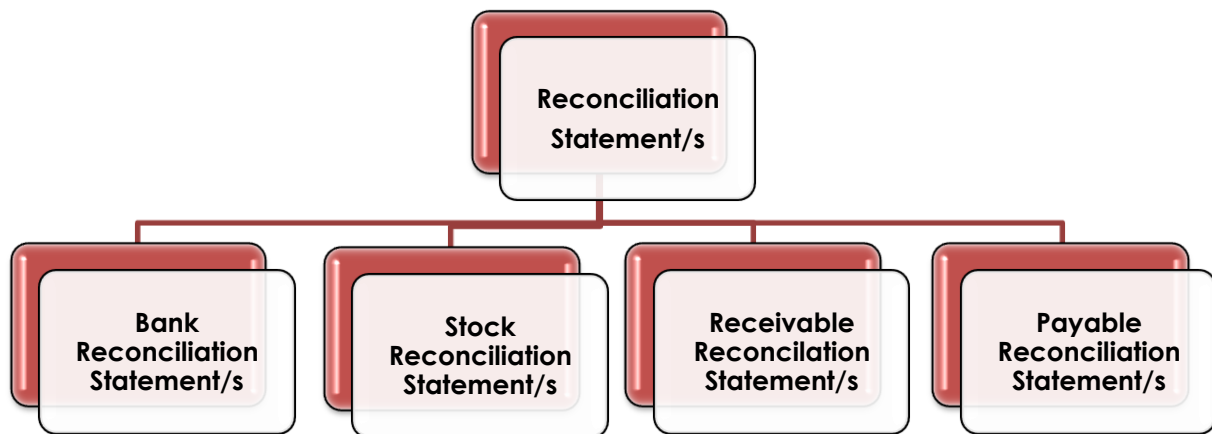 Reconciliation
Statement/s
Bank
Reconciliation
Statement/s
Stock
Reconciliation
Statement/s
Receivable
Reconcilation
Statement/s
Payable
Reconciliation
Statement/s